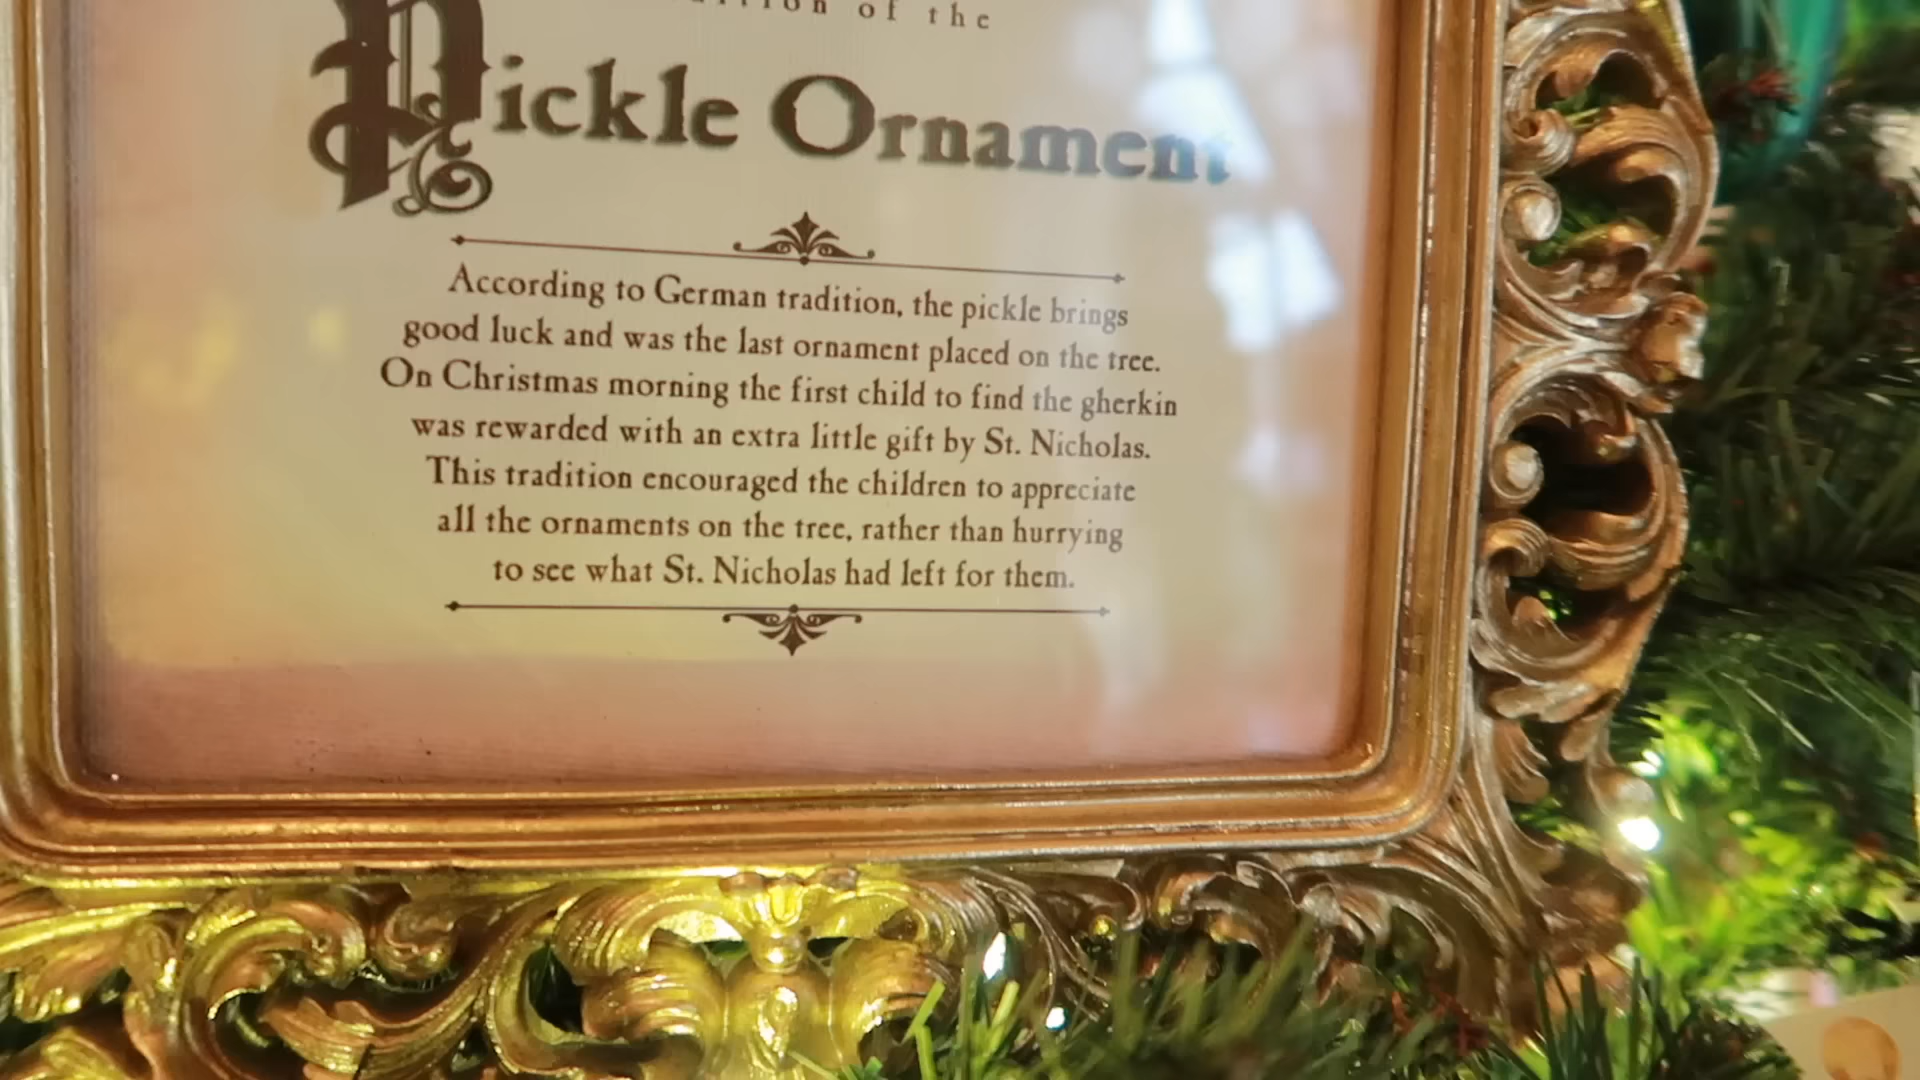 of the
Pickle Ornament
According to German tradition, the pickle brings
good luck and was the last ornament placed on the tree.
On Christmas morning the first child to find the gherkin
was rewarded with an extra little gift by St. Nicholas.
This tradition encouraged the children to appreciate
all the ornaments on the tree, rather than hurrying
to see what St. Nicholas had left for them.